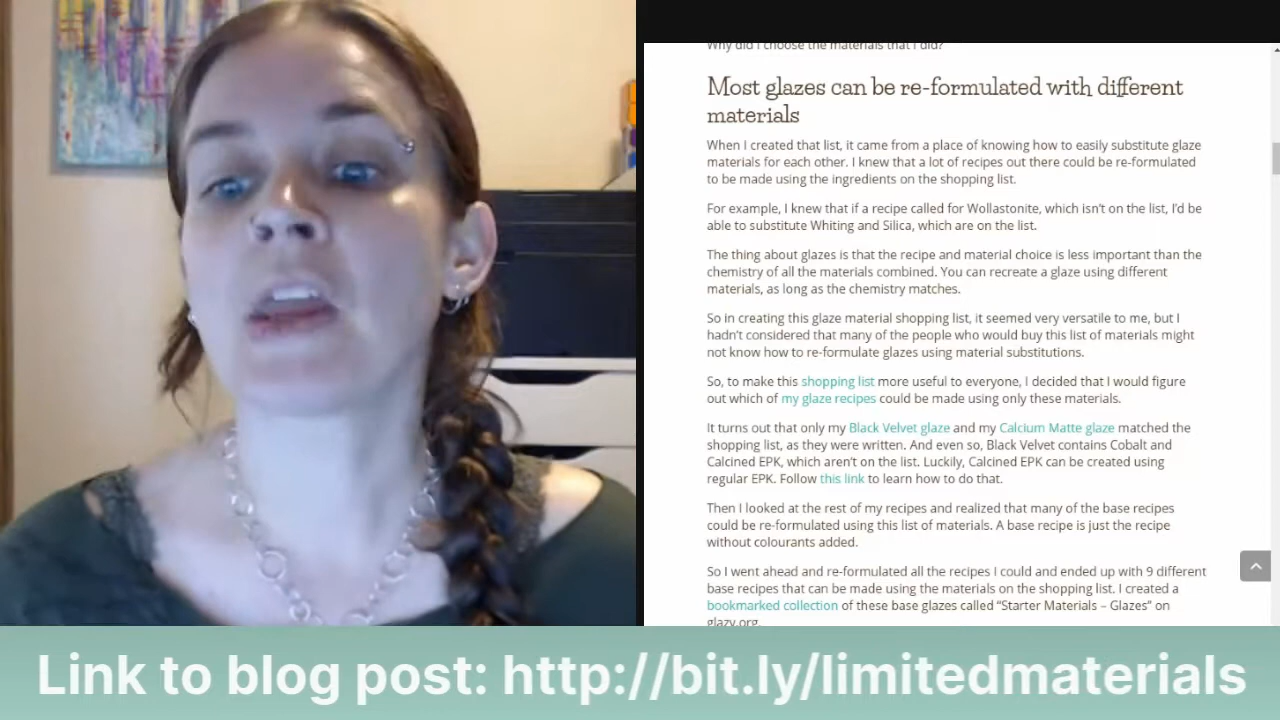 Why did I choose the materials that I did?
Most glazes can be re-formulated with different
materials
When I created that list, it came from a place of knowing how to easily substitute glaze
materials for each other. I knew that a lot of recipes out there could be re-formulated
to be made using the ingredients on the shopping list.
For example, I knew that if a recipe called for Wollastonite, which isn't on the list, I'd be
able to substitute Whiting and Silica, which are on the list.
The thing about glazes is that the recipe and material choice is less important than the
chemistry of all the materials combined. You can recreate a glaze using different
materials, as long as the chemistry matches.
So in creating this glaze material shopping list, it seemed very versatile to me, but I
hadn't considered that many of the people who would buy this list of materials might
not know how to re-formulate glazes using material substitutions.
So, to make this shopping list more useful to everyone, I decided that I would figure
out which of my glaze recipes could be made using only these materials.
It turns out that only my Black Velvet glaze and my Calcium Matte glaze matched the
shopping list, as they were written. And even so, Black Velvet contains Cobalt and
Calcined EPK, which aren't on the list. Luckily, Calcined EPK can be created using
regular EPK. Follow this link to learn how to do that.
Then I looked at the rest of my recipes and realized that many of the base recipes
could be re-formulated using this list of materials. A base recipe is just the recipe
without colourants added.
So I went ahead and re-formulated all the recipes I could and ended up with 9 different
base recipes that can be made using the materials on the shopping list. I created a
bookmarked collection of these base glazes called “Starter Materials – Glazes” on
glazy.org.
Link to blog post: http://bit.ly/limitedmaterials